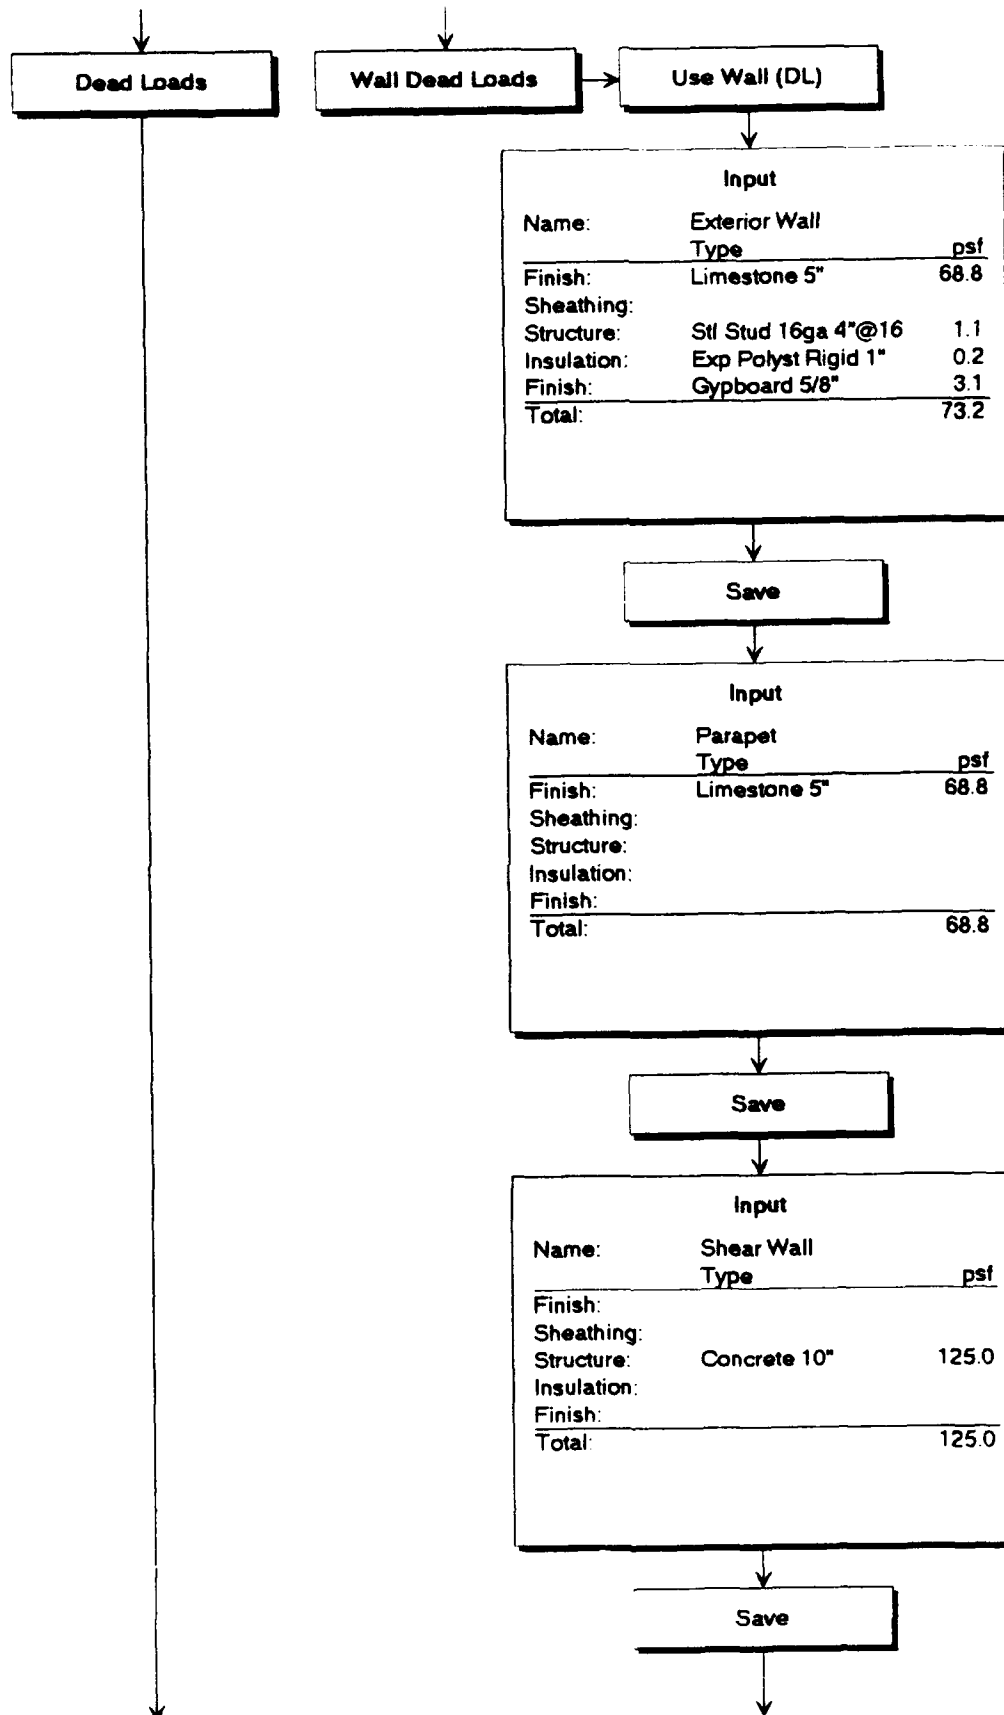 Dead Loads
Wall Dead Loads
Use Wall (DL)
Input
Name: Exterior Wall
Type psf
Finish: Limestone 5" 68.8
Sheathing:
Structure: Stl Stud 16ga 4"@16 1.1
Insulation: Exp Polyst Rigid 1" 0.2
Finish: Gypboard 5/8" 3.1
Total: 73.2
Save
Input
Name: Parapet
Type psf
Finish: Limestone 5" 68.8
Sheathing:
Structure:
Insulation:
Finish:
Total: 68.8
Save
Input
Name: Shear Wall
Type psf
Finish:
Sheathing:
Structure: Concrete 10" 125.0
Insulation:
Finish:
Total: 125.0
Save